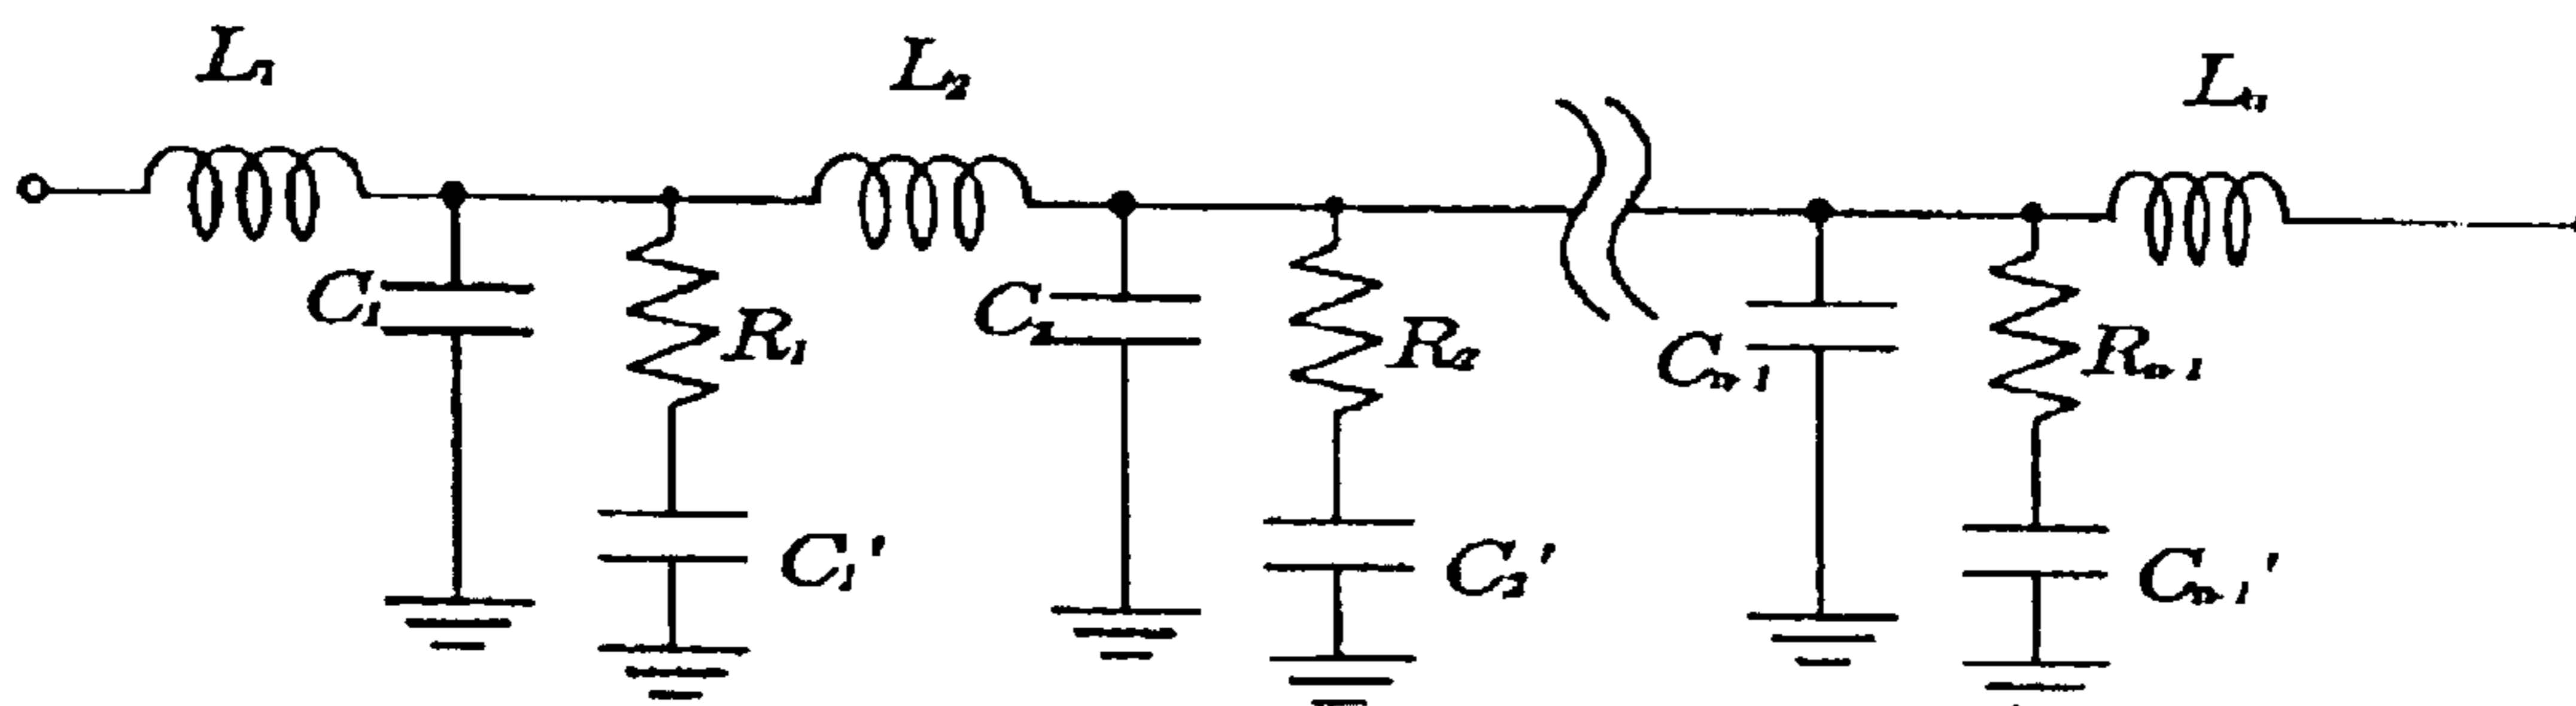 L₁
L₂
Lₙ
C₁
R₁
C₂
R₂
Cₙ₋₁
Rₙ₋₁
C₁'
C₂'
Cₙ₋₁'